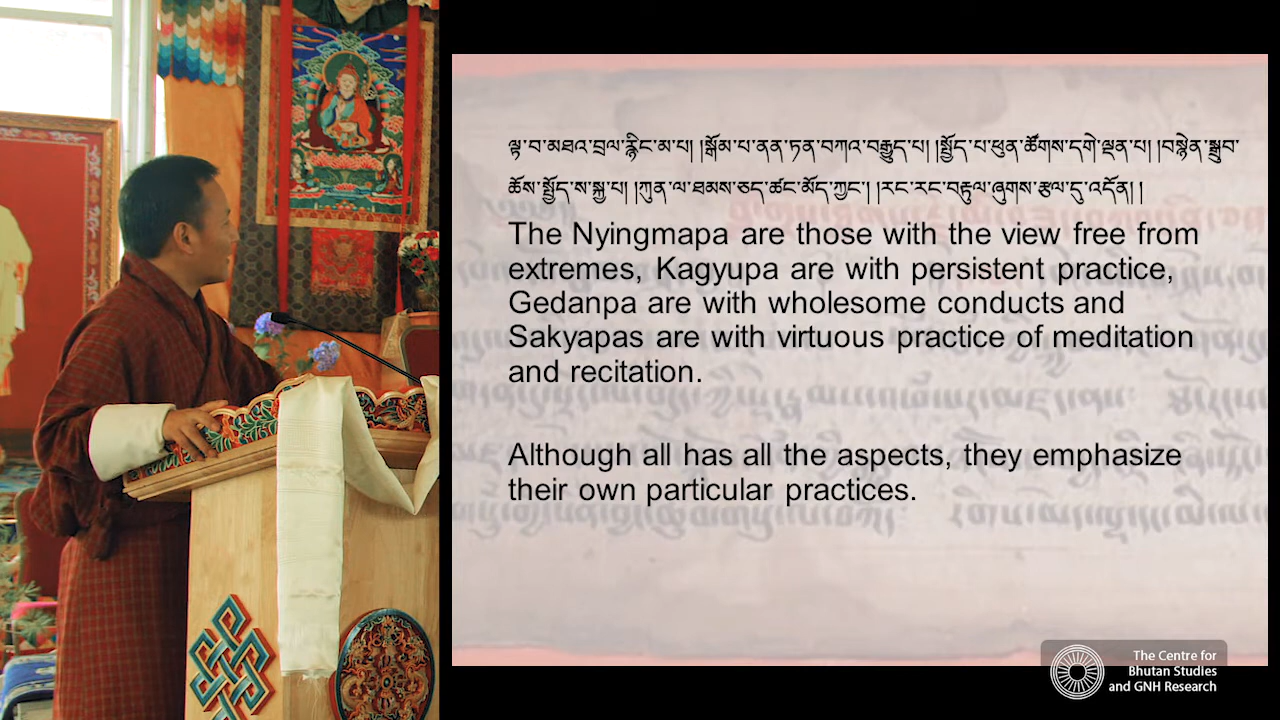 ལྟ་བ་མཐའ་བྲལ་རྙིང་མ་པ། །སྒོམ་པ་ནན་ཏན་བཀའ་བརྒྱུད་པ། །སྤྱོད་པ་ཕུན་ཚོགས་དགེ་ལྡན་པ། །བསྙེན་སྒྲུབ་
ཆོས་སྤྱོད་ས་སྐྱ་པ། །ཀུན་ལ་ཐམས་ཅད་ཚང་མོད་ཀྱང་། །རང་རང་བརྟུལ་ཞུགས་རྩལ་དུ་འདོན། །
The Nyingmapa are those with the view free from
extremes, Kagyupa are with persistent practice,
Gedanpa are with wholesome conducts and
Sakyapas are with virtuous practice of meditation
and recitation.
Although all has all the aspects, they emphasize
their own particular practices.
The Centre for
Bhutan Studies
and GNH Research